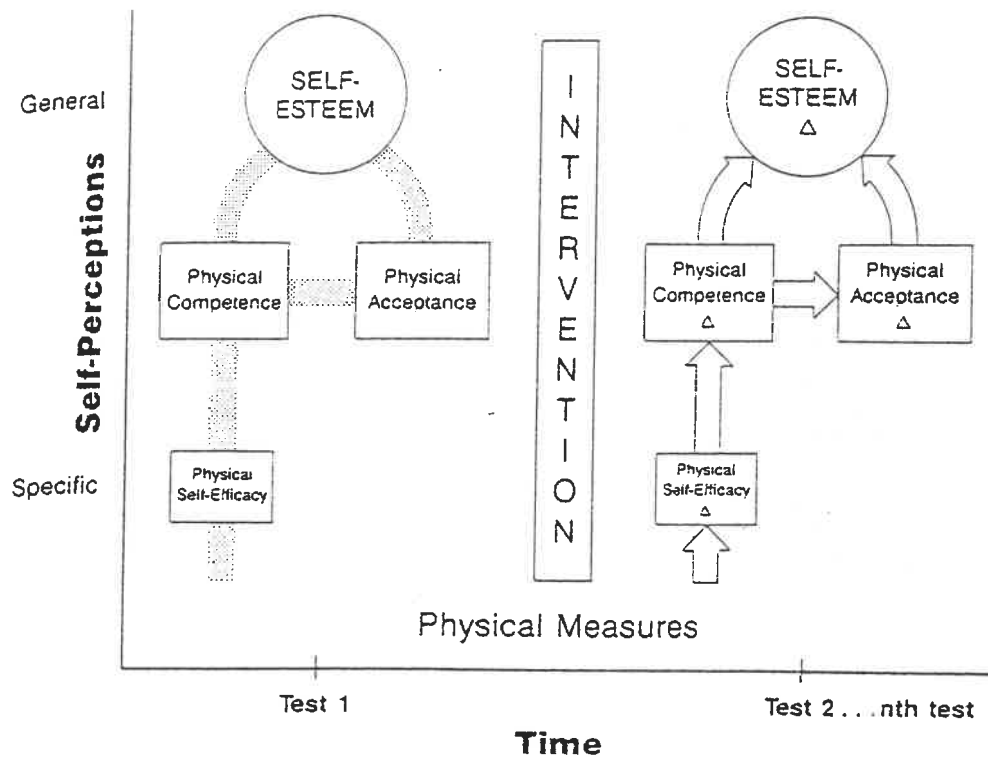 General
Self-Perceptions
Specific
SELF-
ESTEEM
Physical
Competence
Physical
Acceptance
Physical
Self-Efficacy
INTERVENTION
SELF-
ESTEEM
Δ
Physical
Competence
Δ
Physical
Acceptance
Δ
Physical
Self-Efficacy
Δ
Physical Measures
Test 1
Test 2...nth test
Time